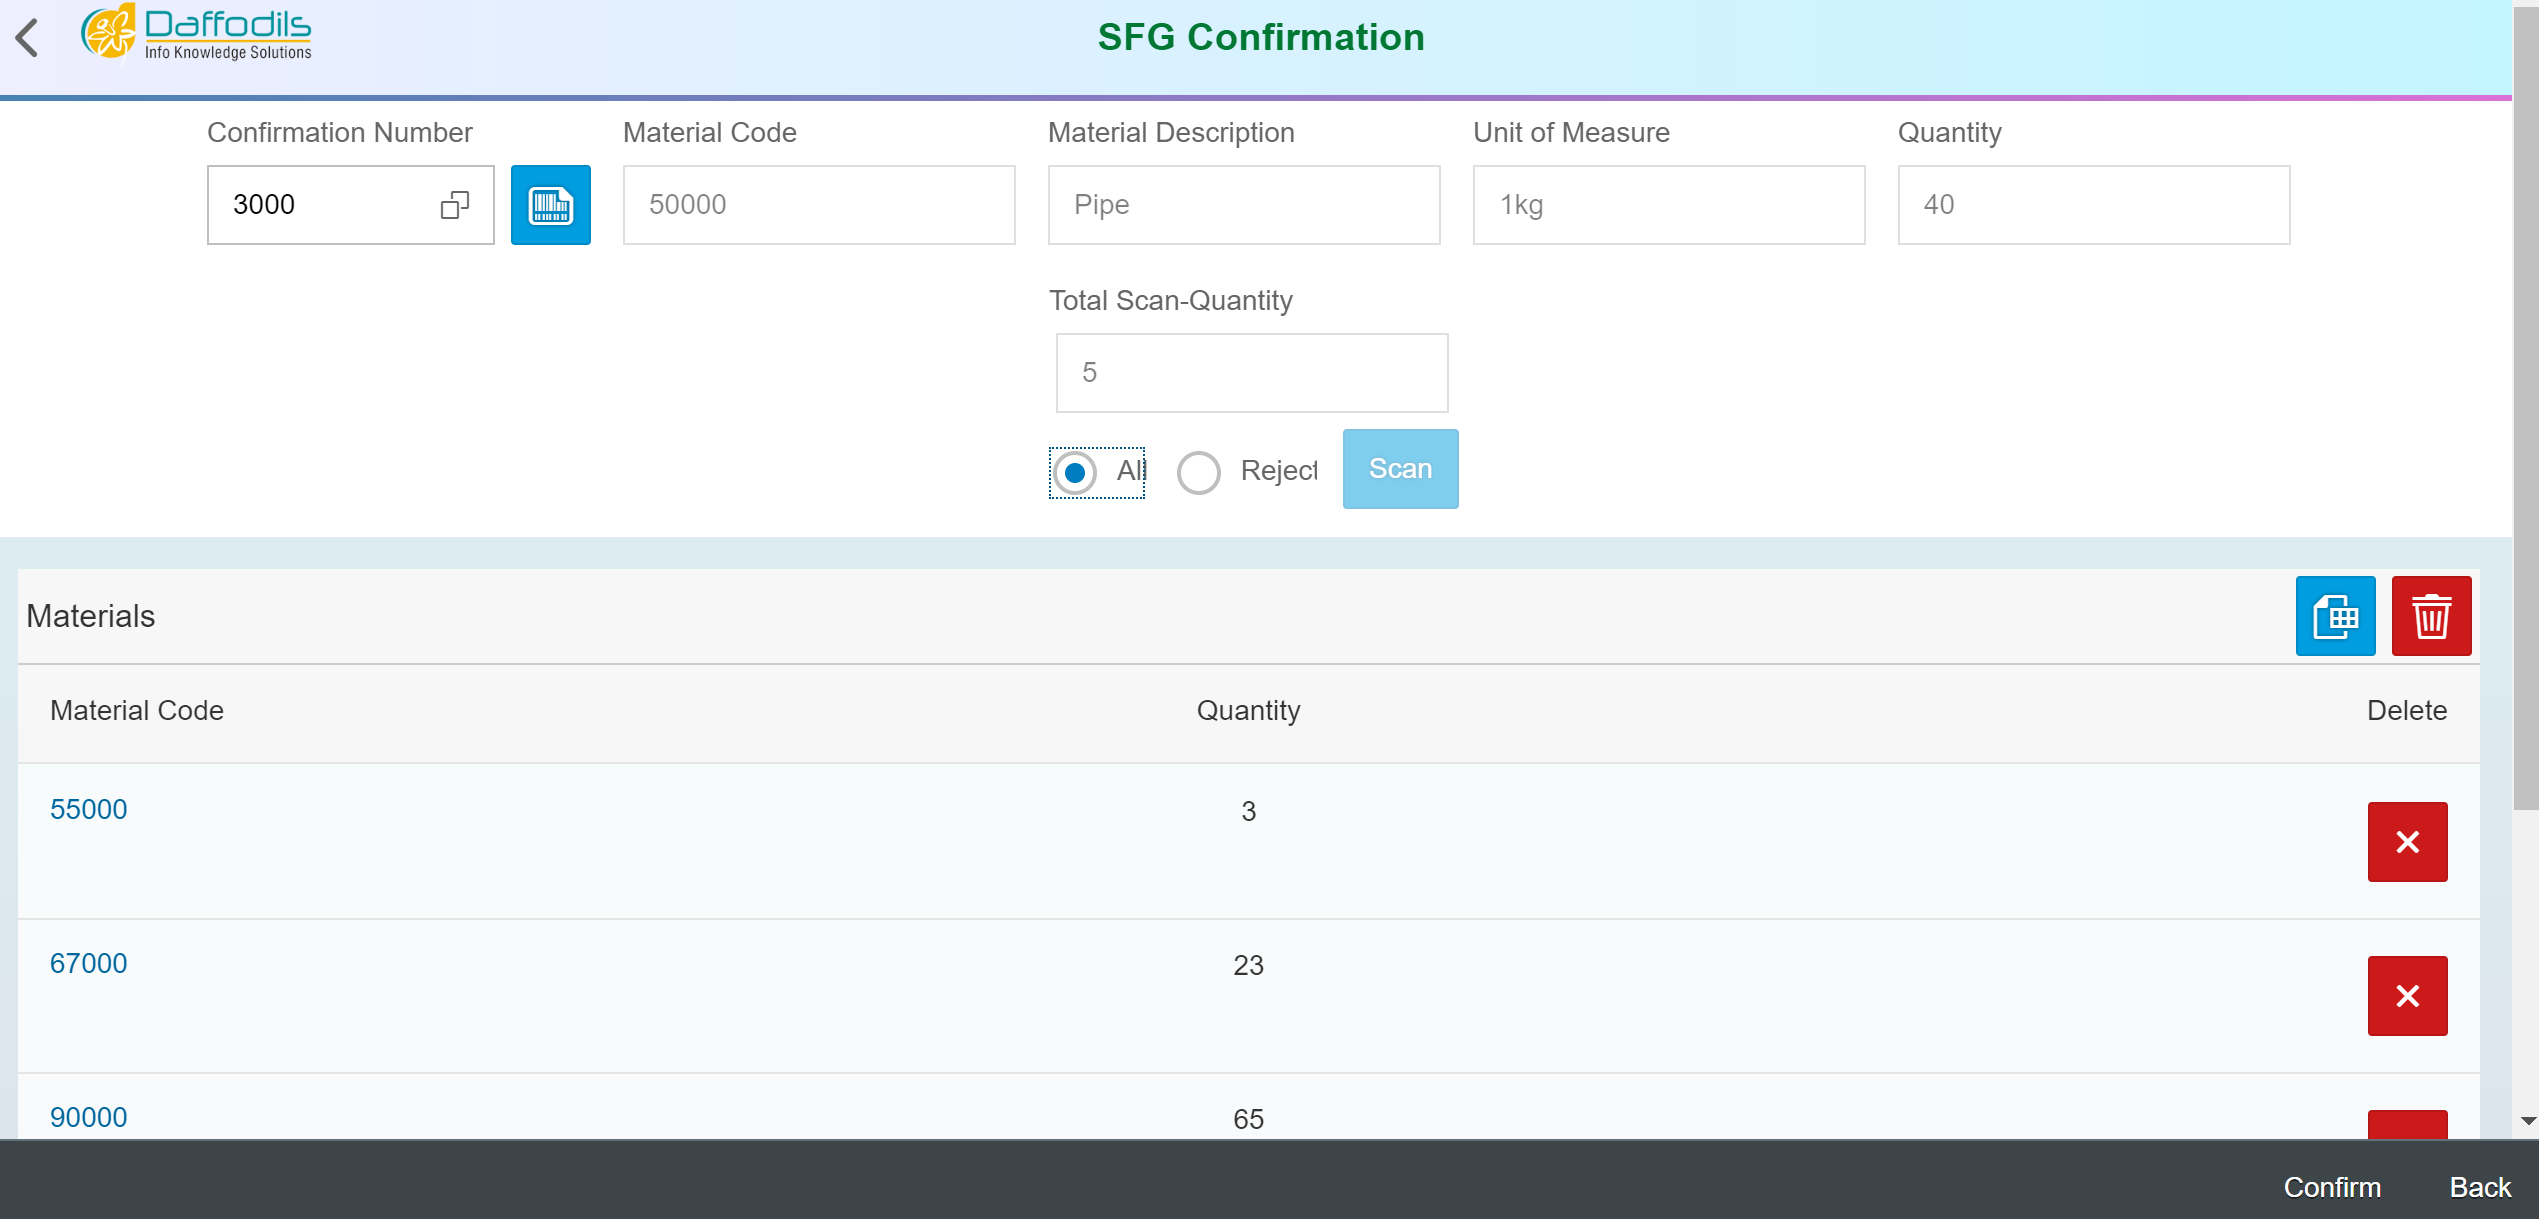 Daffodils
Info Knowledge Solutions
SFG Confirmation
Confirmation Number
Material Code
Material Description
Unit of Measure
Quantity
3000
50000
Pipe
1kg
40
Total Scan-Quantity
5
All
Reject
Scan
Materials
Material Code
Quantity
Delete
55000
3
67000
23
90000
65
Confirm
Back